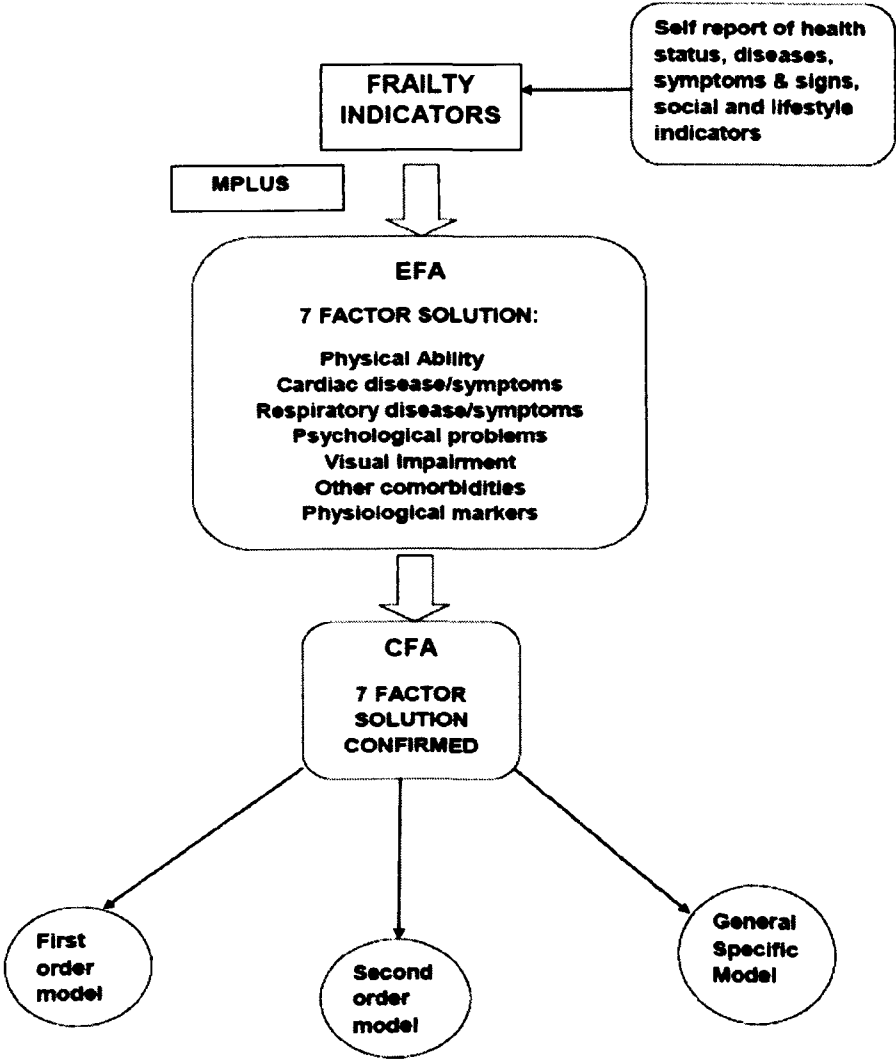 Self report of health
status, diseases,
symptoms & signs,
social and lifestyle
indicators
FRAILTY
INDICATORS
MPLUS
EFA
7 FACTOR SOLUTION:
Physical Ability
Cardiac disease/symptoms
Respiratory disease/symptoms
Psychological problems
Visual Impairment
Other comorbidities
Physiological markers
CFA
7 FACTOR
SOLUTION
CONFIRMED
First
order
model
Second
order
model
General
Specific
Model